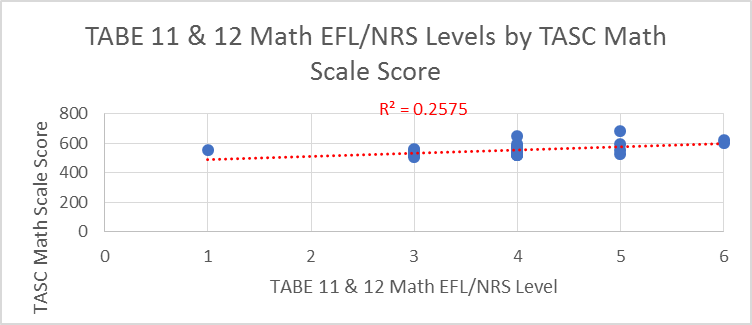 TABE 11 & 12 Math EFL/NRS Levels by TASC Math
Scale Score
R² = 0.2575
TASC Math Scale Score
800
600
400
200
0
0 1 2 3 4 5 6
TABE 11 & 12 Math EFL/NRS Level